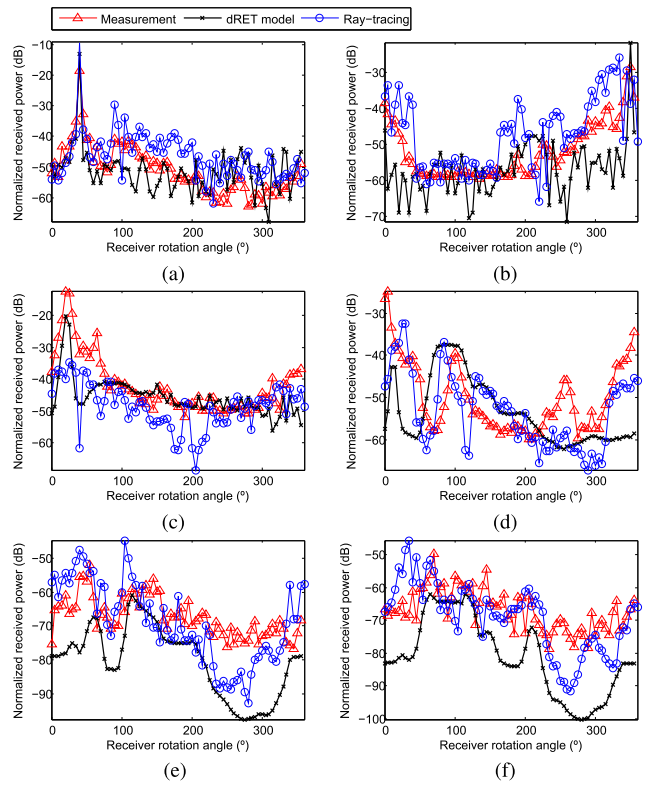 Measurement dRET model Ray−tracing
−10
−20
−30
−40
−50
−60
0 100 200 300
Normalized received power (dB)
Receiver rotation angle (º)
(a)
−30
−40
−50
−60
−70
0 100 200 300
Normalized received power (dB)
Receiver rotation angle (º)
(b)
−20
−30
−40
−50
−60
0 100 200 300
Normalized received power (dB)
Receiver rotation angle (º)
(c)
−30
−40
−50
−60
0 100 200 300
Normalized received power (dB)
Receiver rotation angle (º)
(d)
−50
−60
−70
−80
−90
0 100 200 300
Normalized received power (dB)
Receiver rotation angle (º)
(e)
−50
−60
−70
−80
−90
−100
0 100 200 300
Normalized received power (dB)
Receiver rotation angle (º)
(f)